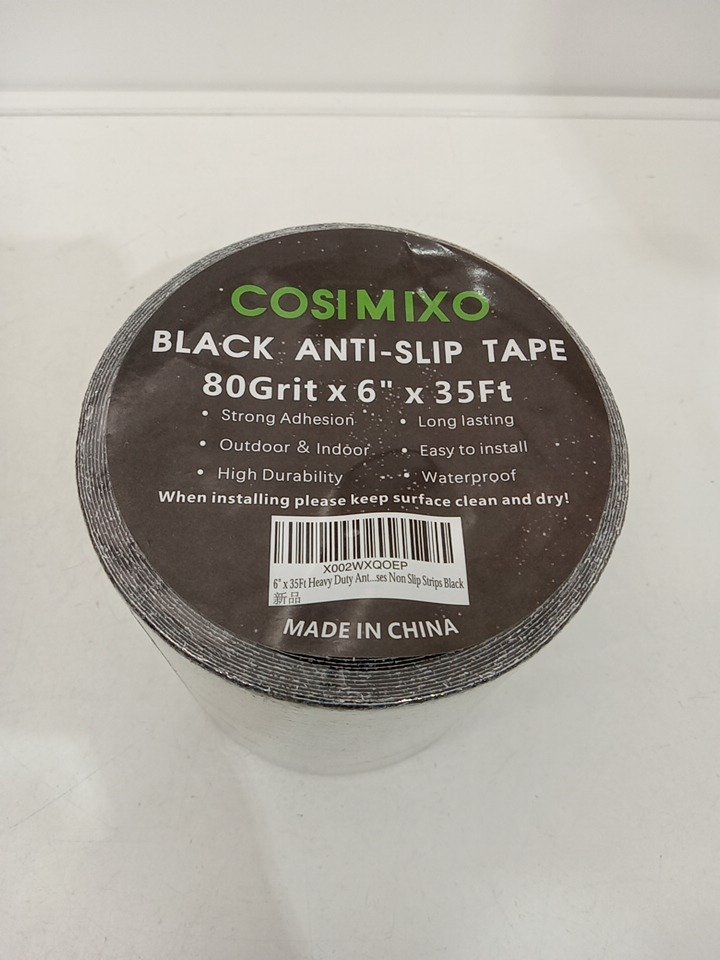 COSIMIXO
BLACK ANTI-SLIP TAPE
80Grit x 6" x 35Ft
• Strong Adhesion • Long lasting
• Outdoor & Indoor • Easy to install
• High Durability • Waterproof
When installing please keep surface clean and dry!
X002WXQOEP
6" x 35Ft Heavy Duty Ant...ses Non Slip Strips Black
新品
MADE IN CHINA